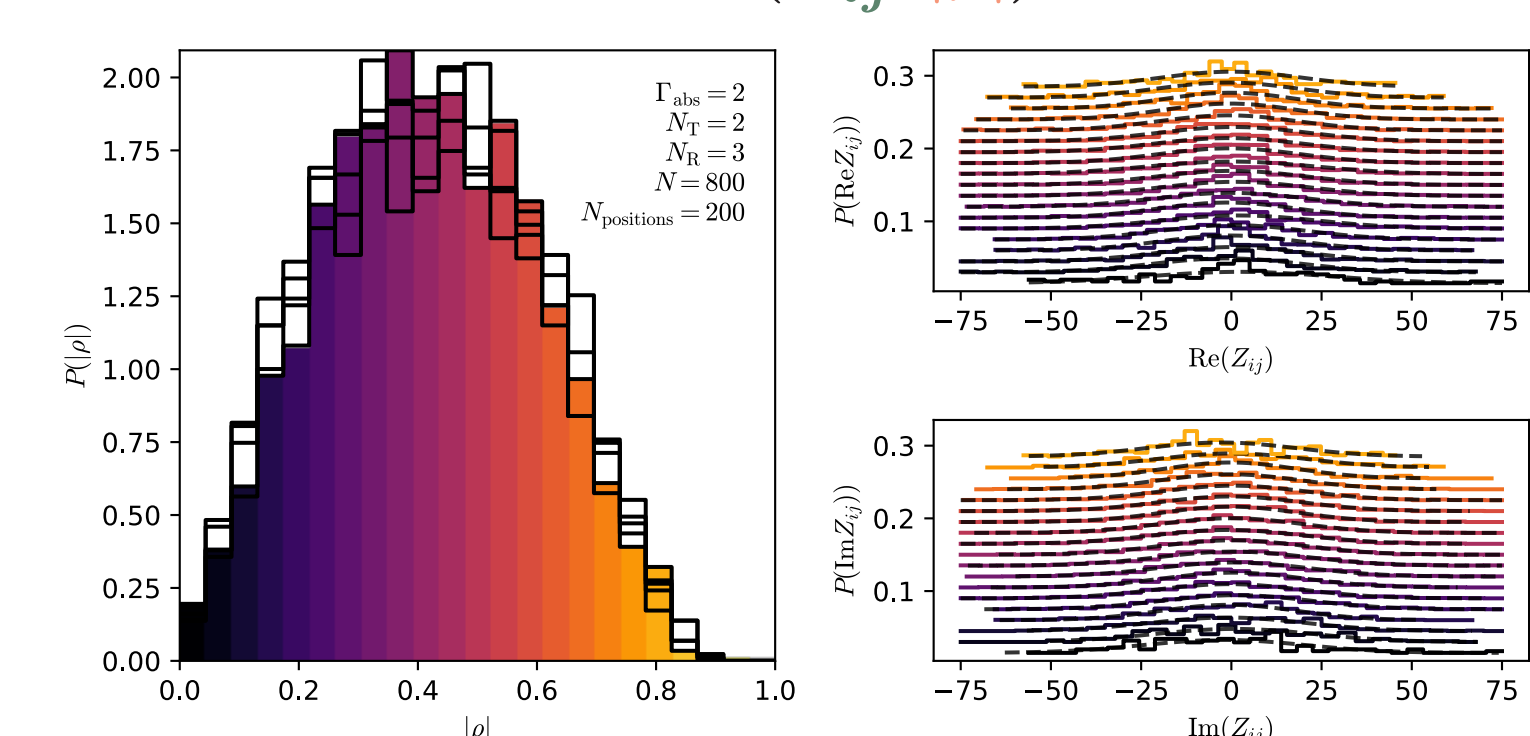 2.00
1.75
1.50
1.25
1.00
0.75
0.50
0.25
0.00
P(|ρ|)
Γabs = 2
NT = 2
NR = 3
N = 800
Npositions = 200
0.0 0.2 0.4 0.6 0.8 1.0
|ρ|
0.3
0.2
0.1
P(ReZij))
−75 −50 −25 0 25 50 75
Re(Zij)
0.3
0.2
0.1
P(ImZij))
−75 −50 −25 0 25 50 75
Im(Zij)